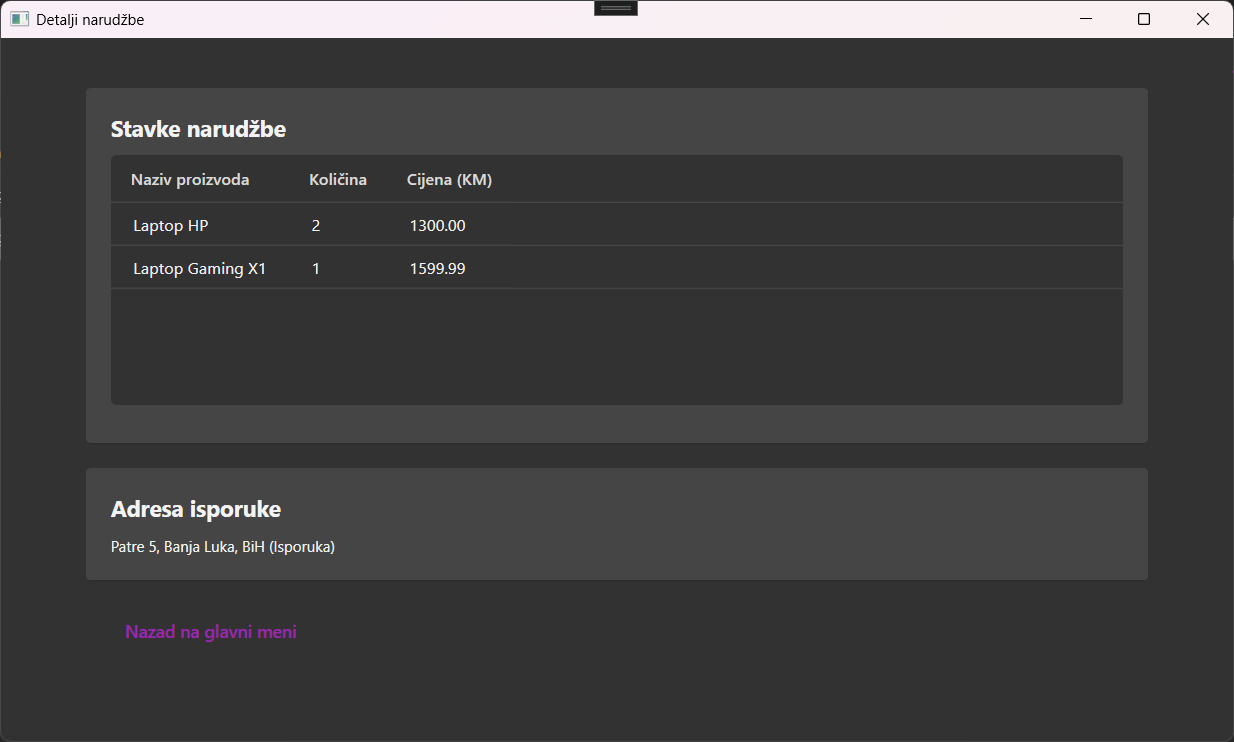 Detalji narudžbe
Stavke narudžbe
Naziv proizvoda Količina Cijena (KM)
Laptop HP 2 1300.00
Laptop Gaming X1 1 1599.99
Adresa isporuke
Patre 5, Banja Luka, BiH (Isporuka)
Nazad na glavni meni